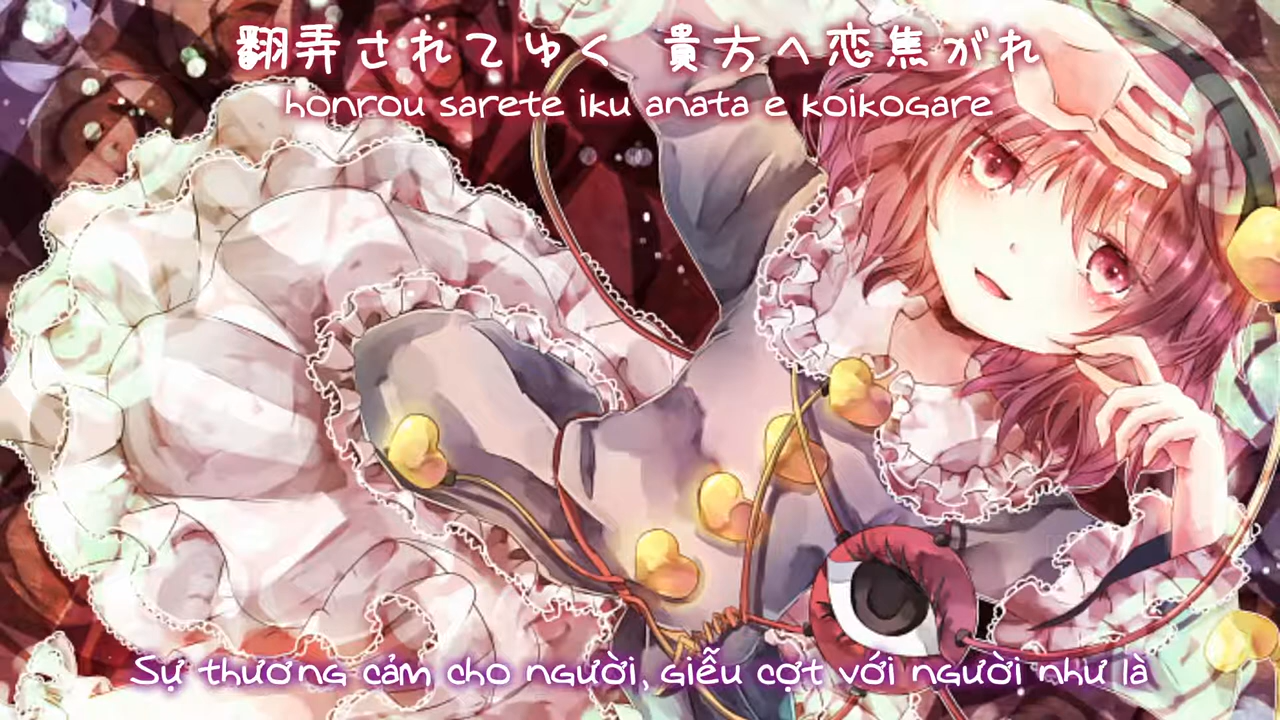 翻弄されてゆく 貴方へ恋焦がれ
honrou sarete iku anata e koikogare
Sự thương cảm cho người, giễu cợt với người như là